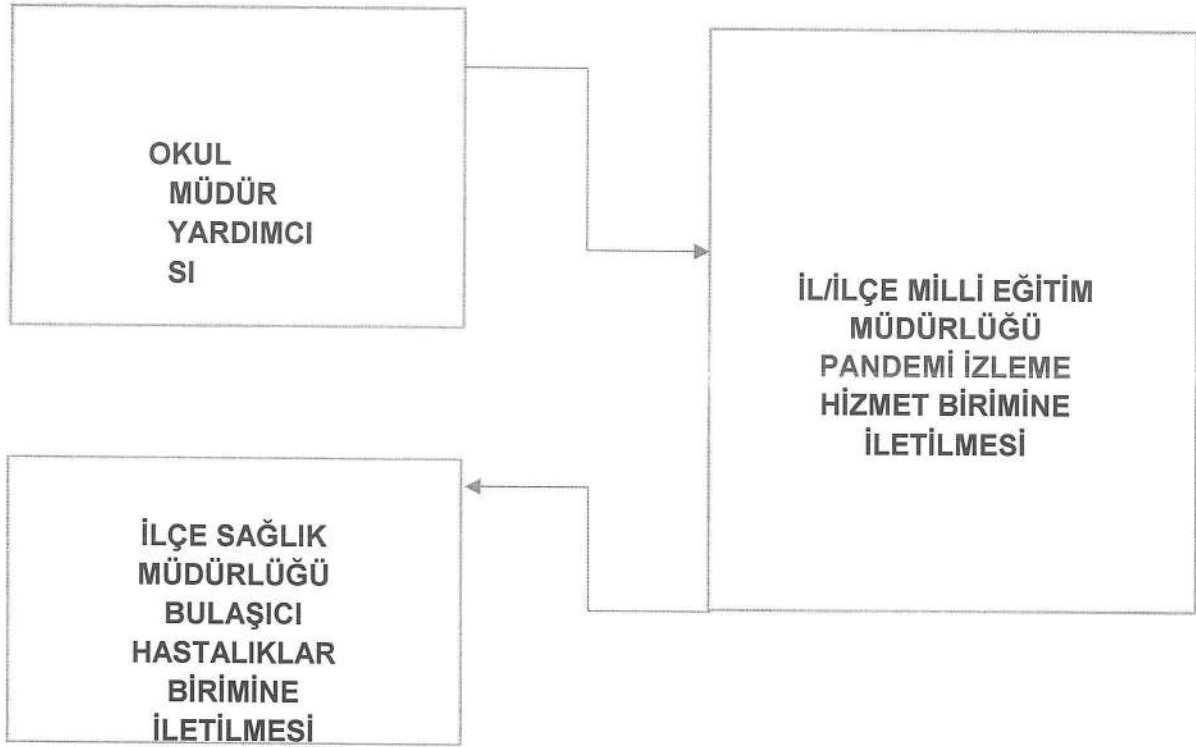 OKUL
MÜDÜR
YARDIMCI
SI
İL/İLÇE MİLLİ EĞİTİM
MÜDÜRLÜĞÜ
PANDEMİ İZLEME
HİZMET BİRİMİNE
İLETİLMESİ
İLÇE SAĞLIK
MÜDÜRLÜĞÜ
BULAŞICI
HASTALIKLAR
BİRİMİNE
İLETİLMESİ